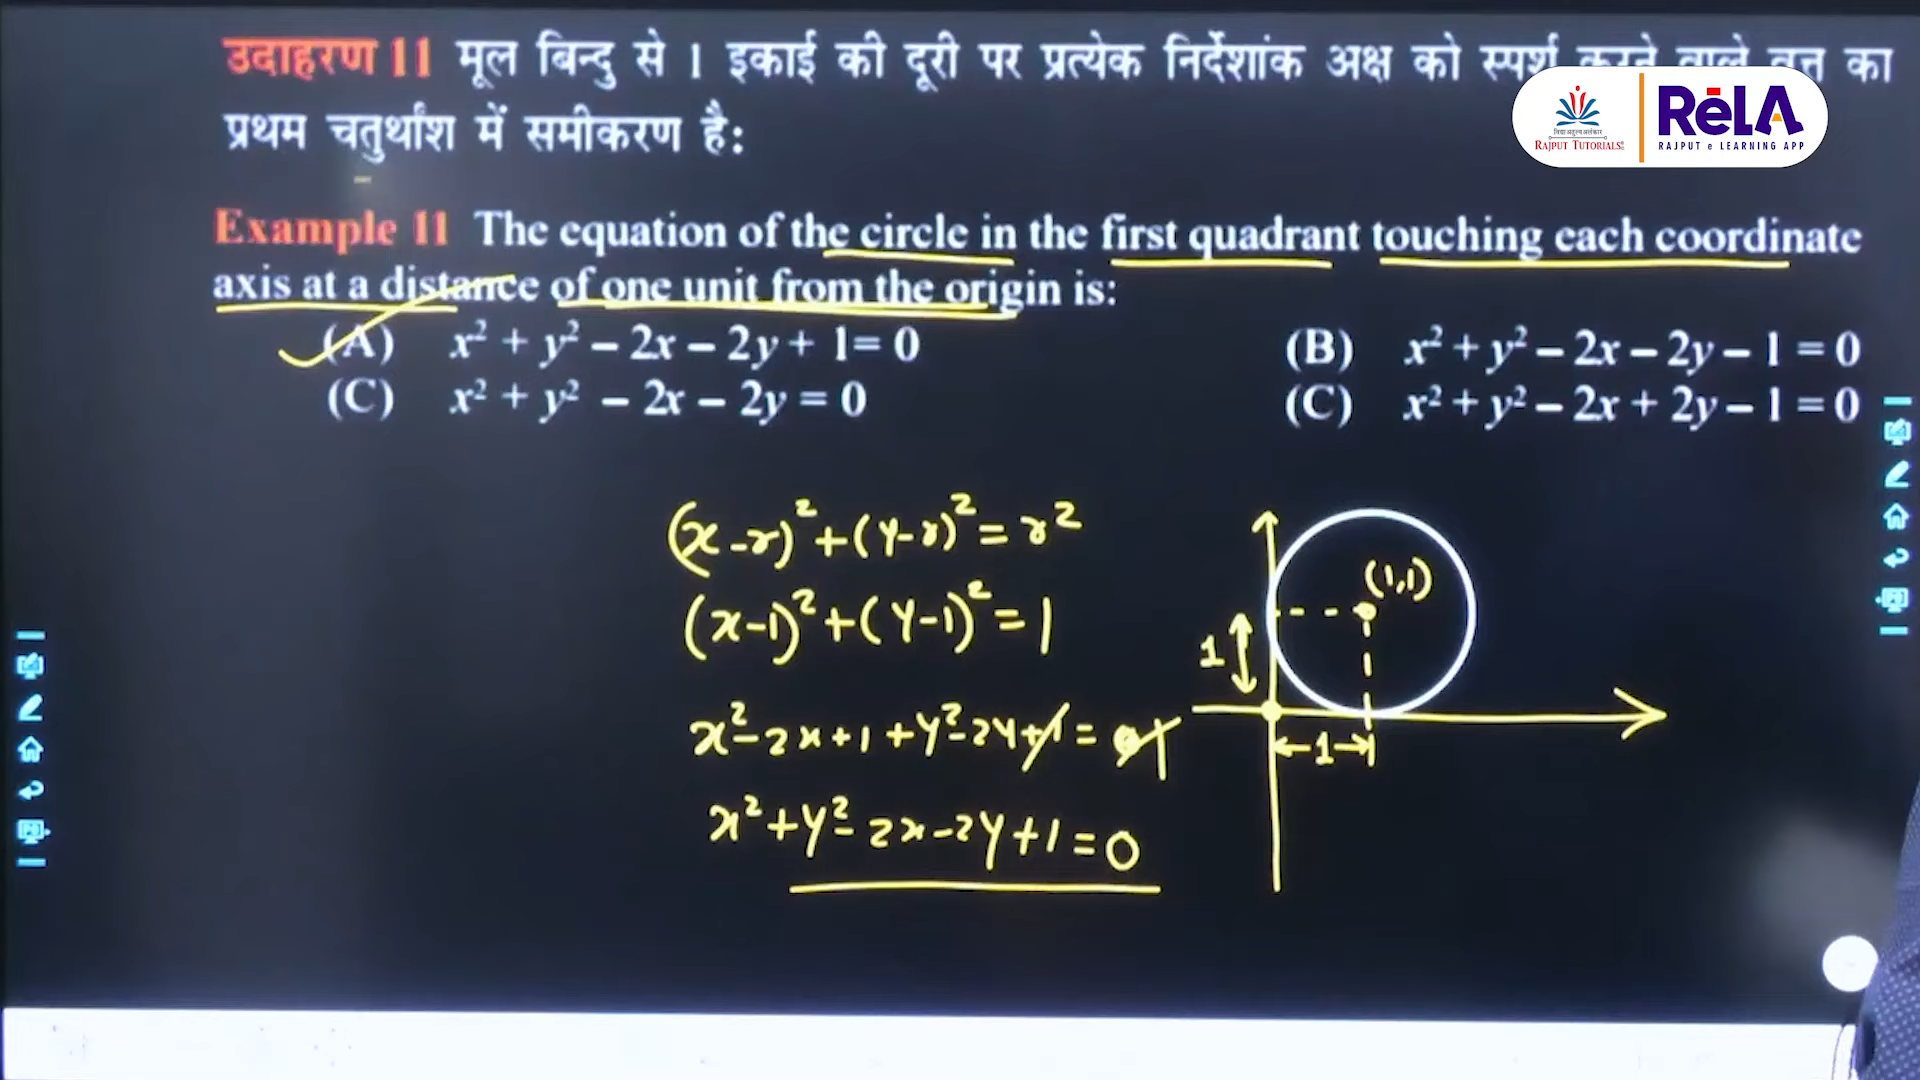 उदाहरण 11 मूल बिन्दु से 1 इकाई की दूरी पर प्रत्येक निर्देशांक अक्ष को स्पर्श करने वाले वृत्त का
प्रथम चतुर्थांश में समीकरण है:
RAJPUT TUTORIALS
RELA
RAJPUT e LEARNING APP
Example 11 The equation of the circle in the first quadrant touching each coordinate
axis at a distance of one unit from the origin is:
(A) x² + y² – 2x – 2y + 1= 0
(B) x² + y² – 2x – 2y – 1 = 0
(C) x² + y² – 2x – 2y = 0
(C) x² + y² – 2x + 2y – 1 = 0
(x-r)²+(y-r)²=r²
(x-1)²+(y-1)²=1
x²-2x+1+y²-2y+1=1
x²+y²-2x-2y+1=0
(1,1)
1
1